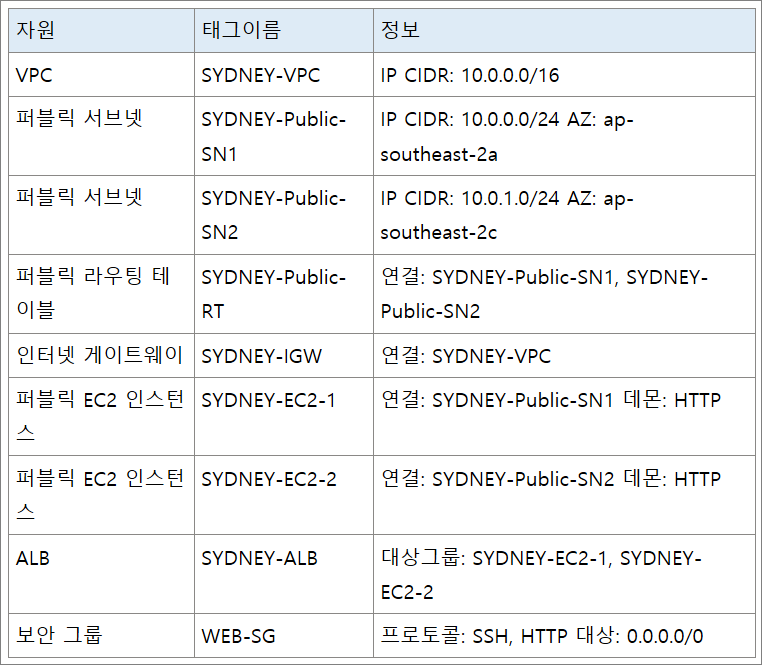 자원 태그이름 정보
VPC SYDNEY-VPC IP CIDR: 10.0.0.0/16
퍼블릭 서브넷 SYDNEY-Public- IP CIDR: 10.0.0.0/24 AZ: ap-
SN1 southeast-2a
퍼블릭 서브넷 SYDNEY-Public- IP CIDR: 10.0.1.0/24 AZ: ap-
SN2 southeast-2c
퍼블릭 라우팅 테 SYDNEY-Public- 연결: SYDNEY-Public-SN1, SYDNEY-
이블 RT Public-SN2
인터넷 게이트웨이 SYDNEY-IGW 연결: SYDNEY-VPC
퍼블릭 EC2 인스턴 SYDNEY-EC2-1 연결: SYDNEY-Public-SN1 데몬: HTTP
스
퍼블릭 EC2 인스턴 SYDNEY-EC2-2 연결: SYDNEY-Public-SN2 데몬: HTTP
스
ALB SYDNEY-ALB 대상그룹: SYDNEY-EC2-1, SYDNEY-
EC2-2
보안 그룹 WEB-SG 프로토콜: SSH, HTTP 대상: 0.0.0.0/0